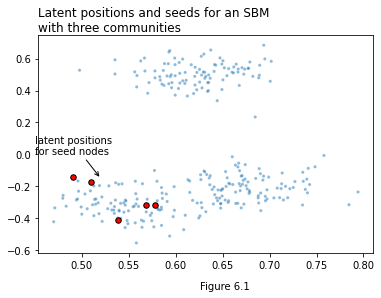 Latent positions and seeds for an SBM
with three communities
0.6
0.4
0.2
0.0
−0.2
−0.4
−0.6
latent positions
for seed nodes
0.50 0.55 0.60 0.65 0.70 0.75 0.80
Figure 6.1